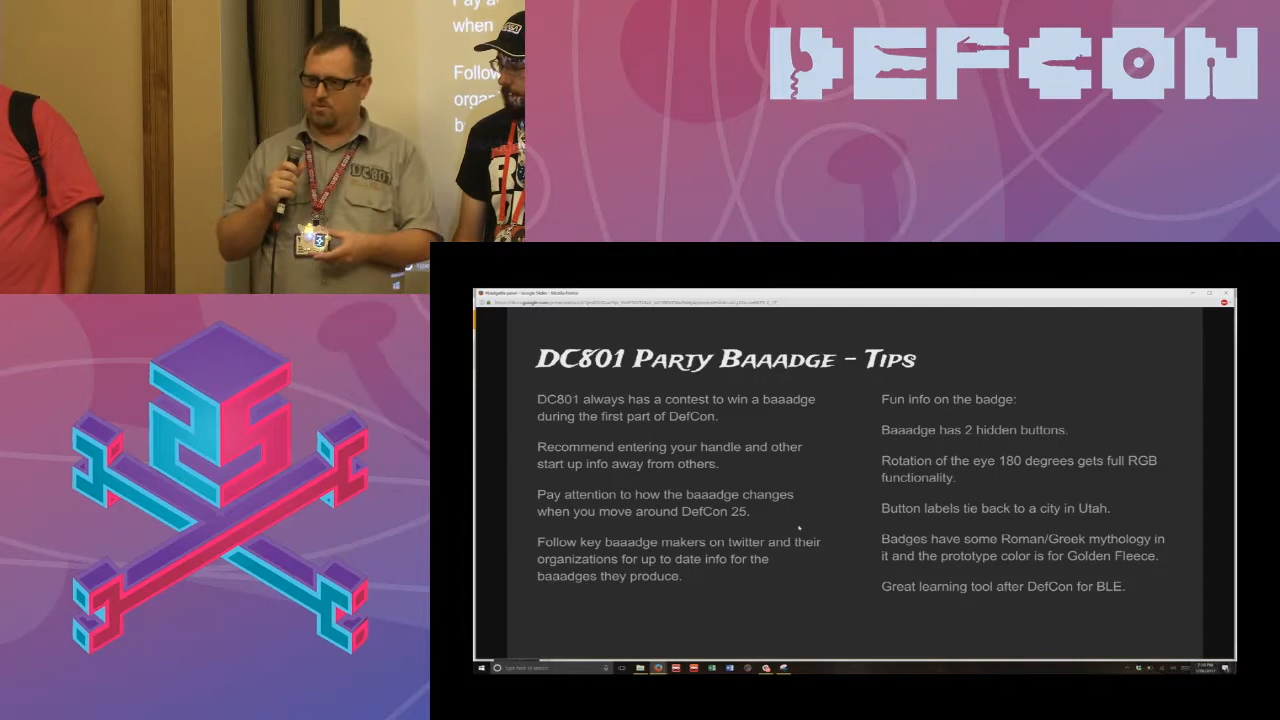 Pay a
when
Follow
organ
b
DC801
DEFCON
DC801 Party Baaadge – Tips
DC801 always has a contest to win a baaadge
during the first part of DefCon.
Recommend entering your handle and other
start up info away from others.
Pay attention to how the baaadge changes
when you move around DefCon 25.
Follow key baaadge makers on twitter and their
organizations for up to date info for the
baaadges they produce.
Fun info on the badge:
Baaadge has 2 hidden buttons.
Rotation of the eye 180 degrees gets full RGB
functionality.
Button labels tie back to a city in Utah.
Badges have some Roman/Greek mythology in
it and the prototype color is for Golden Fleece.
Great learning tool after DefCon for BLE.
Type here to search